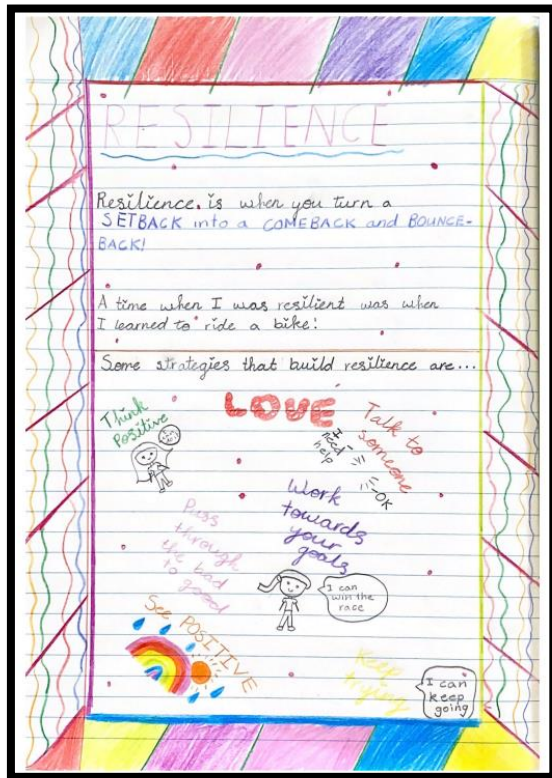 RESILIENCE
Resilience is when you turn a
SETBACK into a COMEBACK and BOUNCE-
BACK!
A time when I was resilient was when
I learned to ride a bike!
Some strategies that build resilience are...
LOVE
Think
Positive
Talk to
someone
I
need
help
OK
Work
towards
your
goals
Pass
through
the bad
to good
I can
win the
race
See POSITIVE
Keep
trying
I can
keep
going